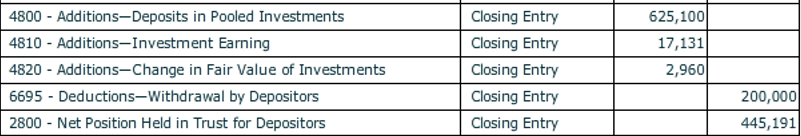 4800 - Additions—Deposits in Pooled Investments Closing Entry 625,100
4810 - Additions—Investment Earning Closing Entry 17,131
4820 - Additions—Change in Fair Value of Investments Closing Entry 2,960
6695 - Deductions—Withdrawal by Depositors Closing Entry 200,000
2800 - Net Position Held in Trust for Depositors Closing Entry 445,191